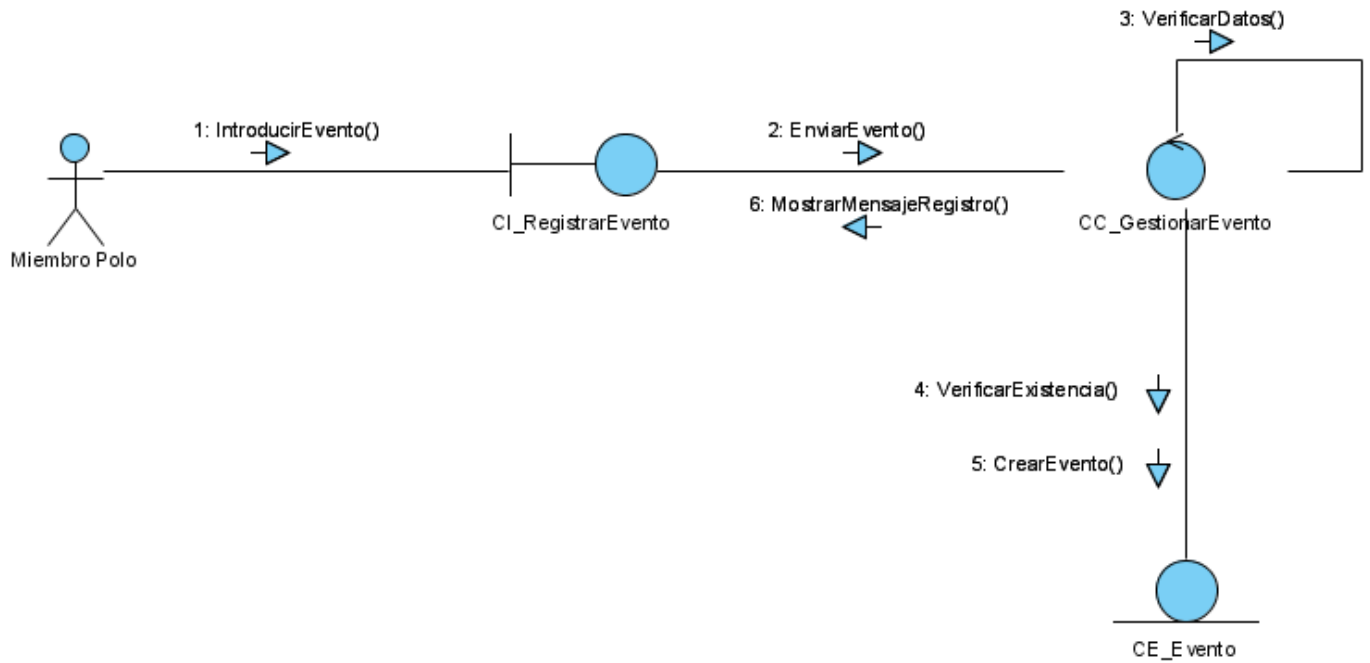 3: VerificarDatos()
1: IntroducirEvento()
2: EnviarEvento()
6: MostrarMensajeRegistro()
CI_RegistrarEvento
CC_GestionarEvento
Miembro Polo
4: VerificarExistencia()
5: CrearEvento()
CE_Evento